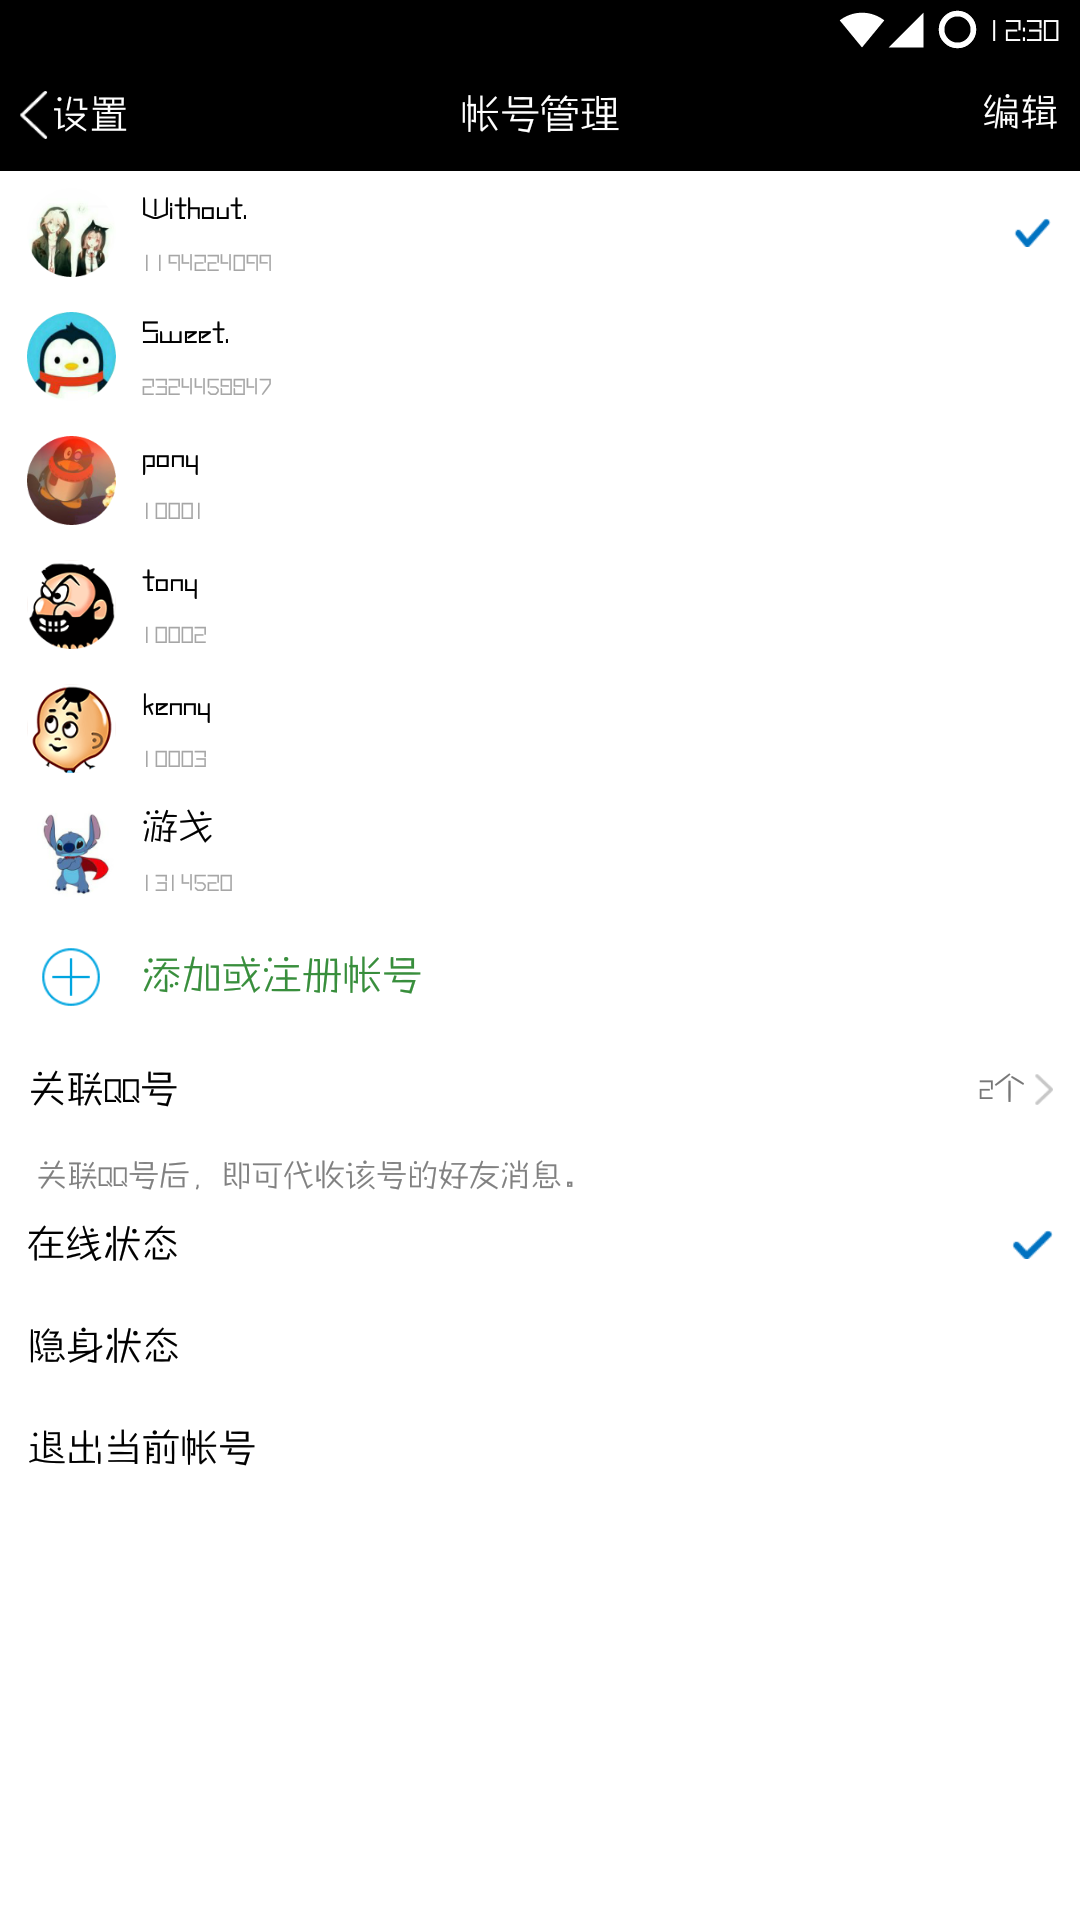 12:30
设置
帐号管理
编辑
Without.
1194224099
Sweet.
2324459947
pony
10001
tony
10002
kenny
10003
游戈
1314520
添加或注册帐号
关联QQ号
2个
关联QQ号后，即可代收该号的好友消息。
在线状态
隐身状态
退出当前帐号